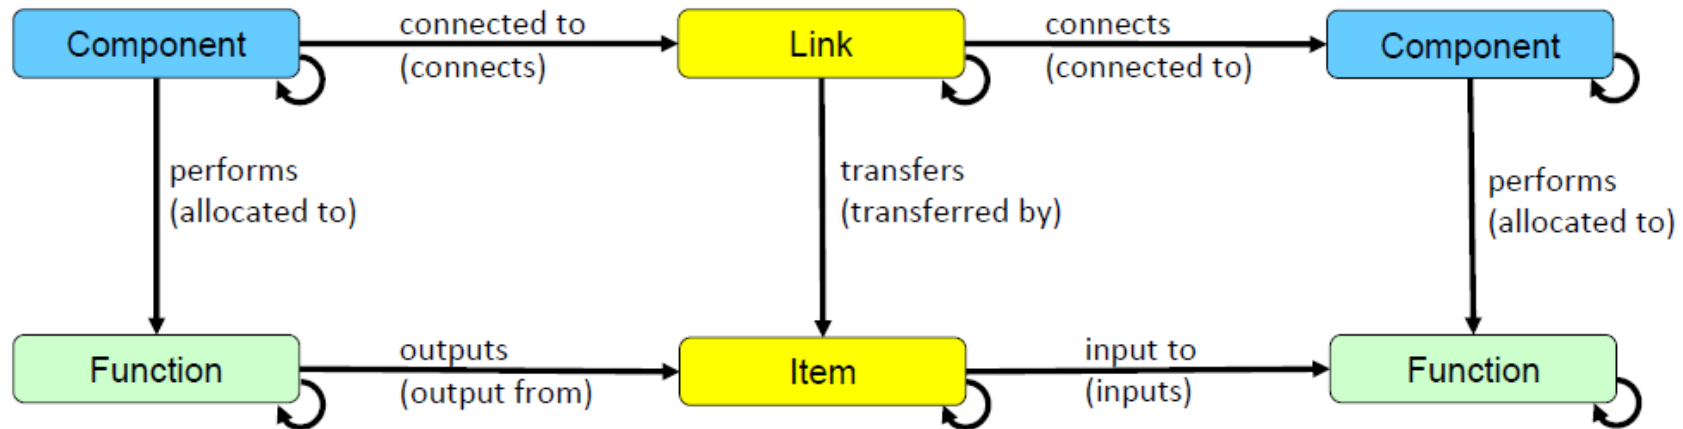 Component
connected to
(connects)
Link
connects
(connected to)
Component
performs
(allocated to)
transfers
(transferred by)
performs
(allocated to)
Function
outputs
(output from)
Item
input to
(inputs)
Function